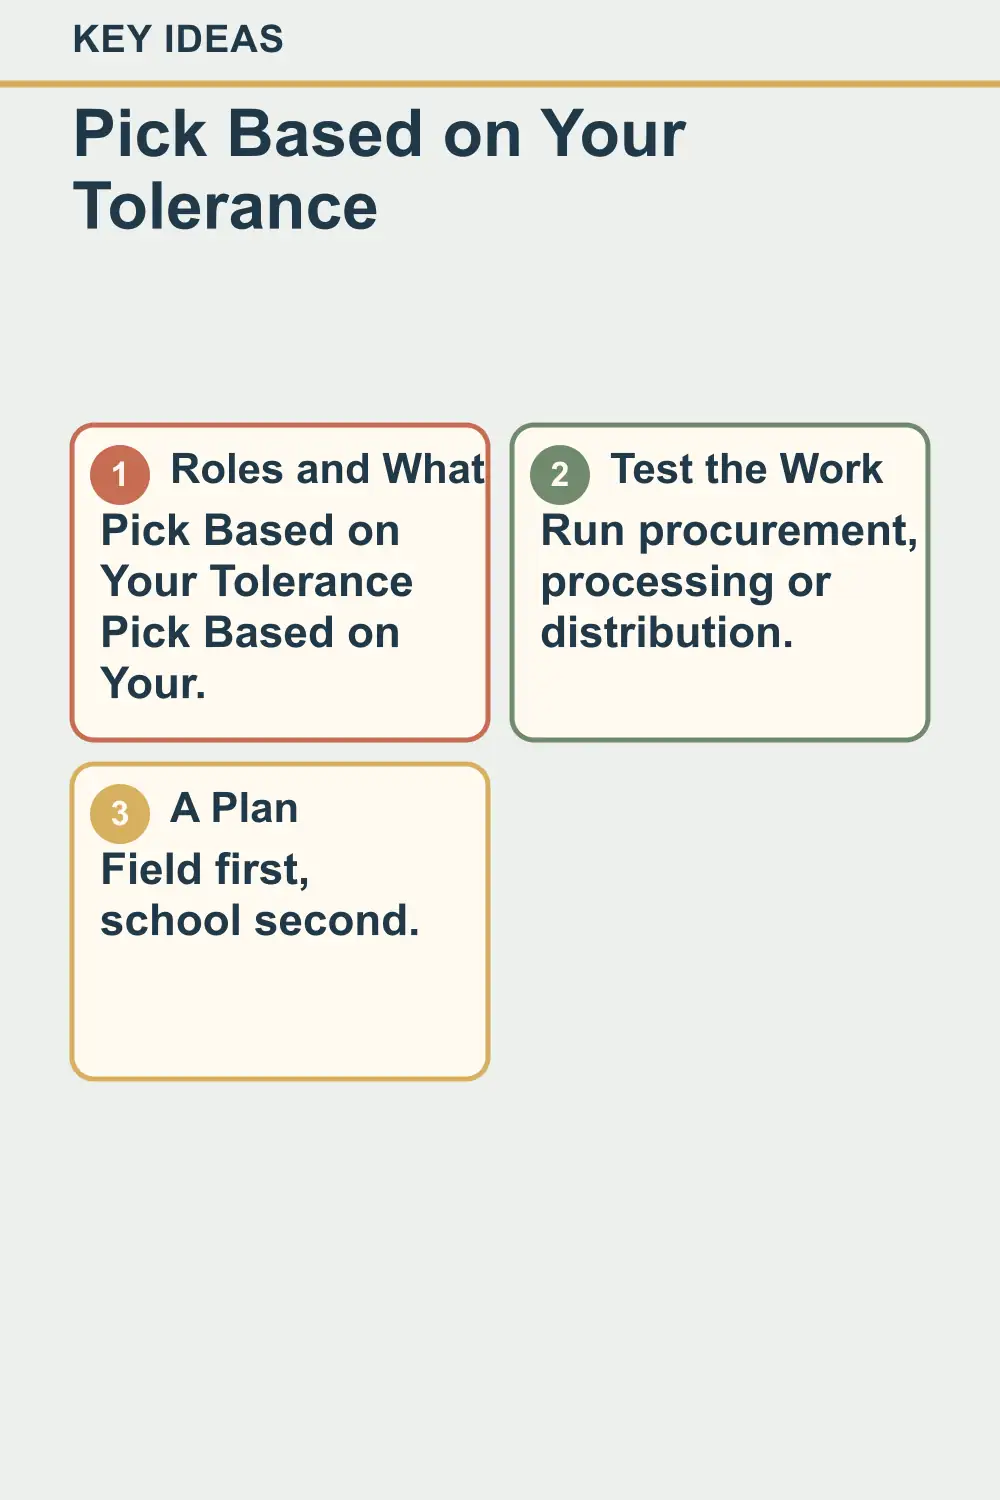 KEY IDEAS
Pick Based on Your
Tolerance
1 Roles and What
Pick Based on
Your Tolerance
Pick Based on
Your.
2 Test the Work
Run procurement,
processing or
distribution.
3 A Plan
Field first,
school second.